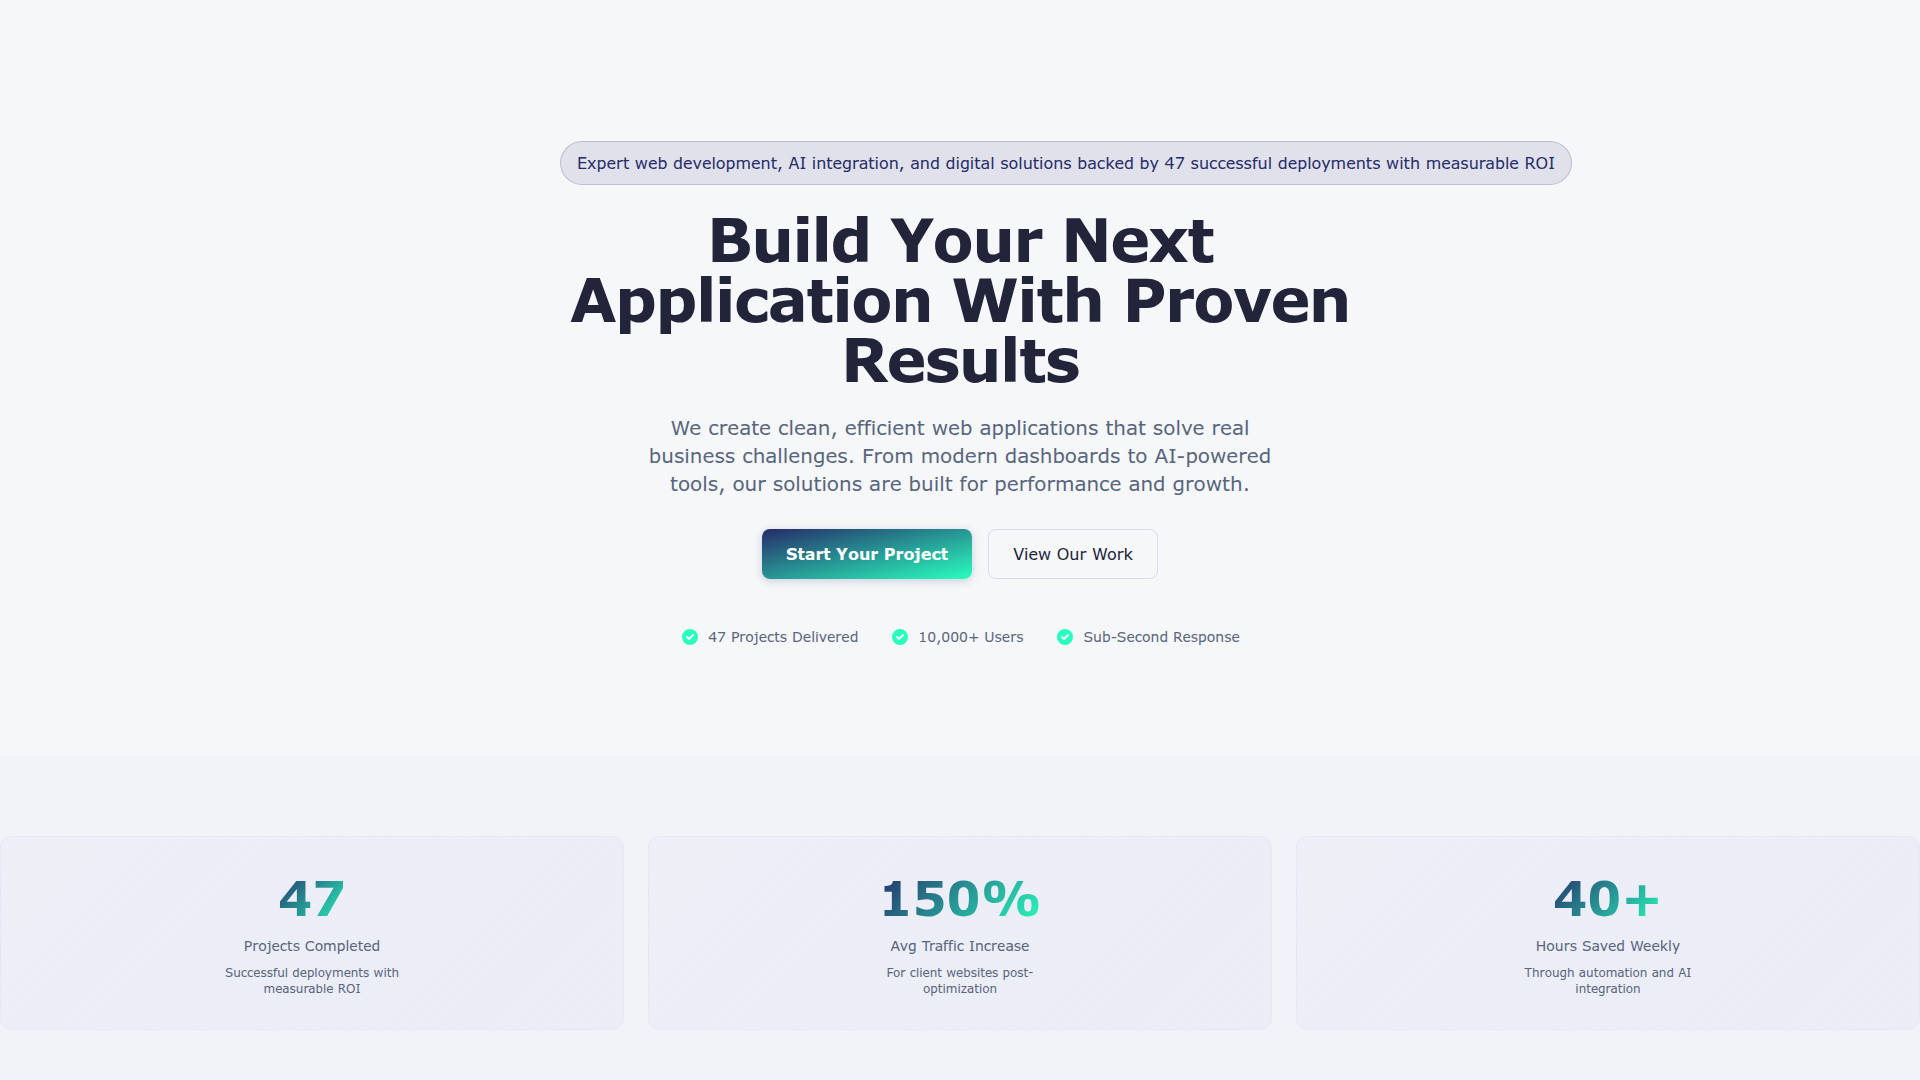 Expert web development, AI integration, and digital solutions backed by 47 successful deployments with measurable ROI
Build Your Next
Application With Proven
Results
We create clean, efficient web applications that solve real
business challenges. From modern dashboards to AI-powered
tools, our solutions are built for performance and growth.
Start Your Project
View Our Work
47 Projects Delivered
10,000+ Users
Sub-Second Response
47
Projects Completed
Successful deployments with
measurable ROI
150%
Avg Traffic Increase
For client websites post-
optimization
40+
Hours Saved Weekly
Through automation and AI
integration